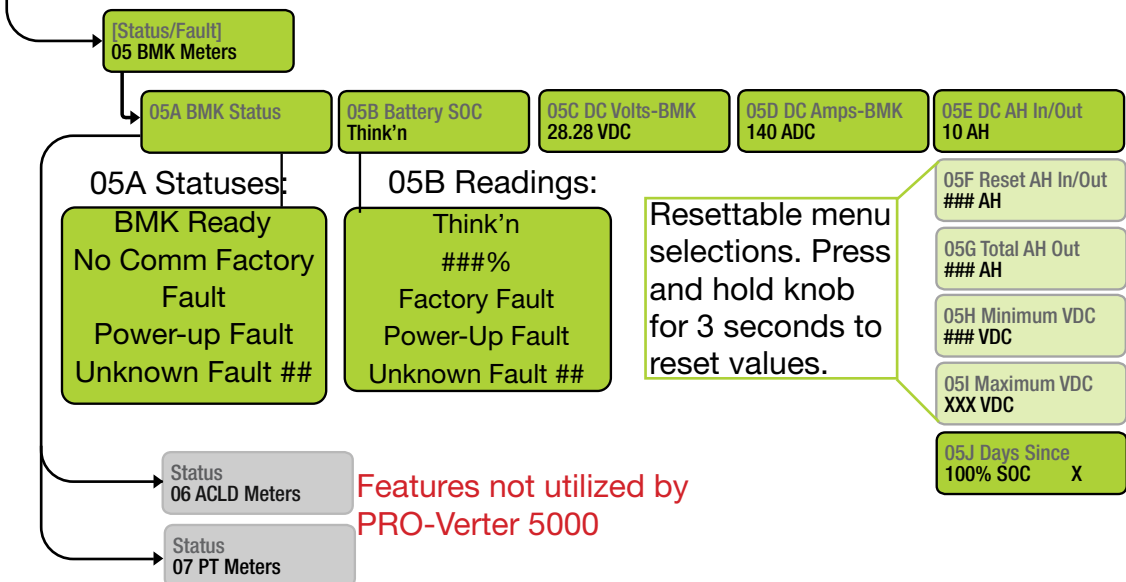 [Status/Fault]
05 BMK Meters
05A BMK Status
05B Battery SOC
Think'n
05C DC Volts-BMK
28.28 VDC
05D DC Amps-BMK
140 ADC
05E DC AH In/Out
10 AH
05A Statuses:
BMK Ready
No Comm Factory
Fault
Power-up Fault
Unknown Fault ##
05B Readings:
Think'n
###%
Factory Fault
Power-Up Fault
Unknown Fault ##
Resettable menu
selections. Press
and hold knob
for 3 seconds to
reset values.
05F Reset AH In/Out
### AH
05G Total AH Out
### AH
05H Minimum VDC
### VDC
05I Maximum VDC
XXX VDC
05J Days Since
100% SOC X
Status
06 ACLD Meters
Features not utilized by
PRO-Verter 5000
Status
07 PT Meters